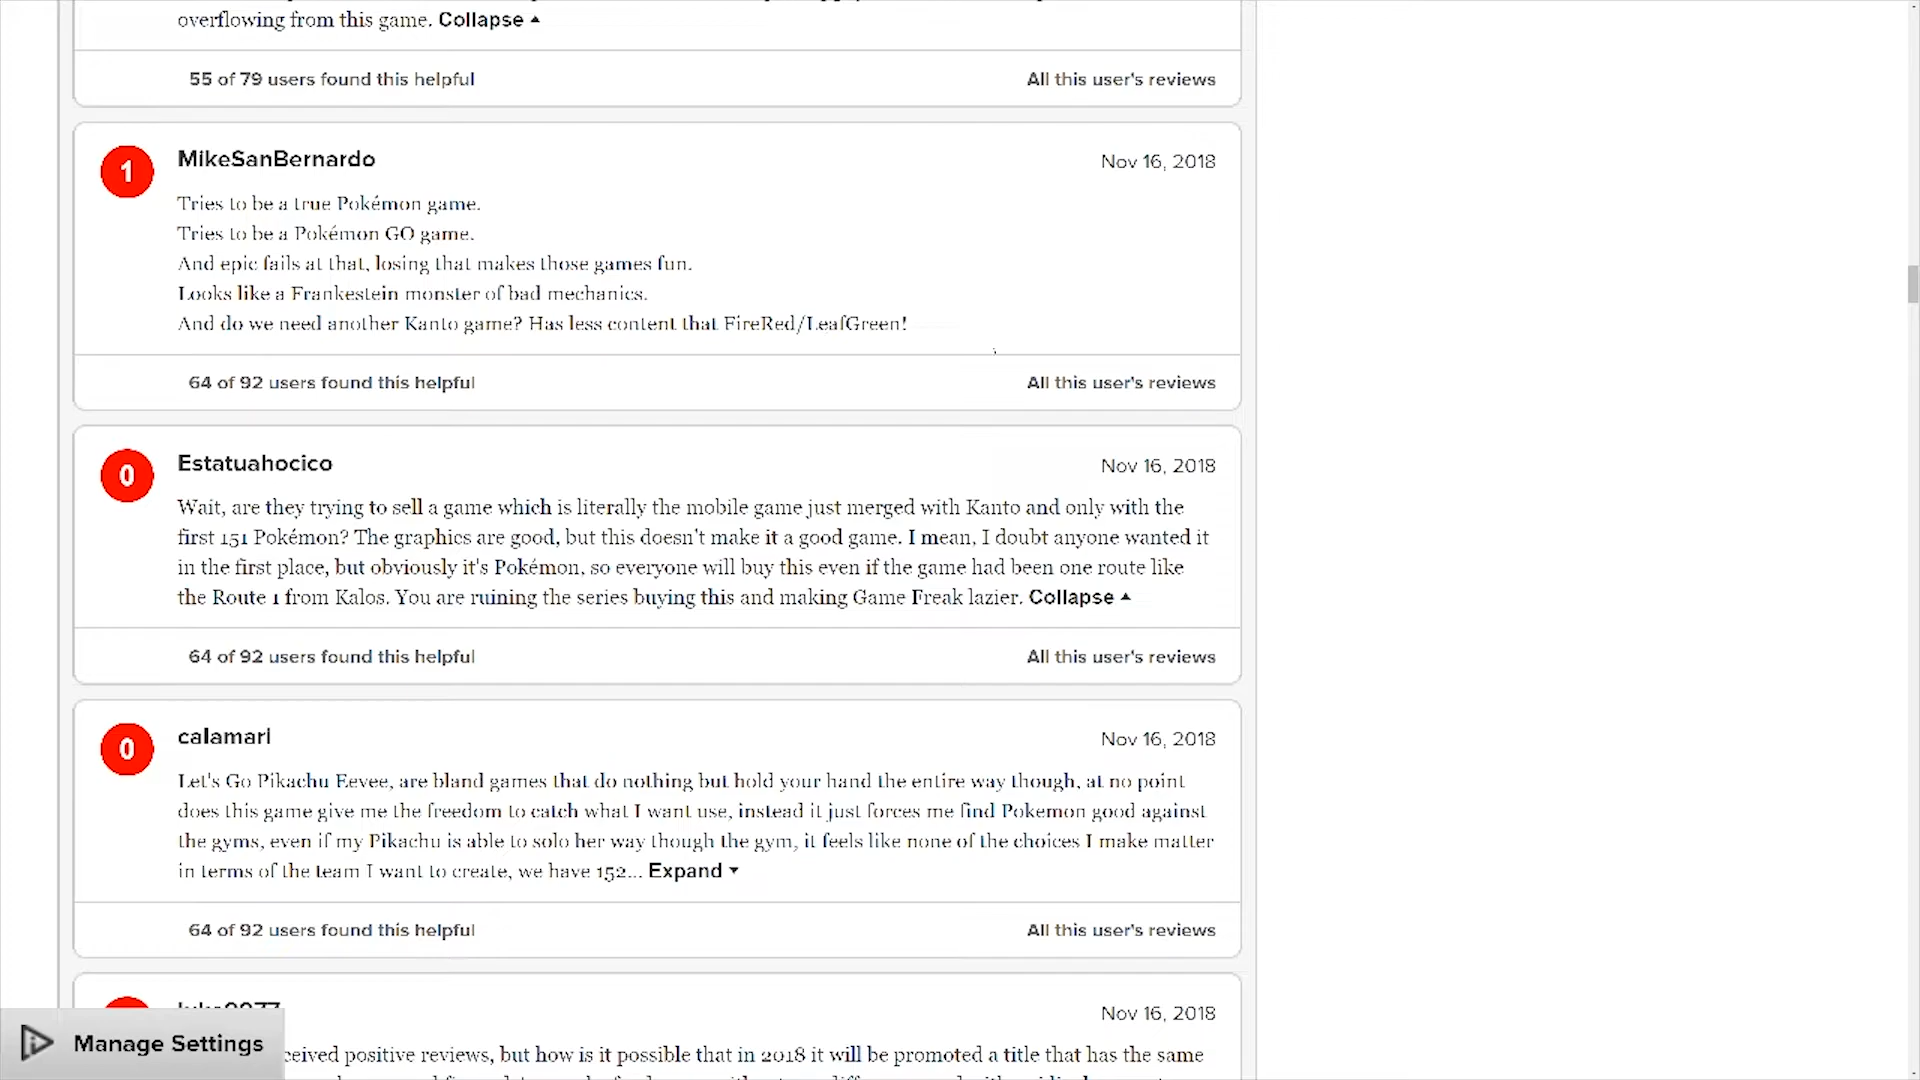 overflowing from this game. Collapse
55 of 79 users found this helpful
All this user's reviews
1
MikeSanBernardo
Nov 16, 2018
Tries to be a true Pokémon game.
Tries to be a Pokémon GO game.
And epic fails at that, losing that makes those games fun.
Looks like a Frankestein monster of bad mechanics.
And do we need another Kanto game? Has less content that FireRed/LeafGreen!
64 of 92 users found this helpful
All this user's reviews
0
Estatuahocico
Nov 16, 2018
Wait, are they trying to sell a game which is literally the mobile game just merged with Kanto and only with the
first 151 Pokémon? The graphics are good, but this doesn't make it a good game. I mean, I doubt anyone wanted it
in the first place, but obviously it's Pokémon, so everyone will buy this even if the game had been one route like
the Route 1 from Kalos. You are ruining the series buying this and making Game Freak lazier. Collapse
64 of 92 users found this helpful
All this user's reviews
0
calamari
Nov 16, 2018
Let's Go Pikachu Eevee, are bland games that do nothing but hold your hand the entire way though, at no point
does this game give me the freedom to catch what I want use, instead it just forces me find Pokemon good against
the gyms, even if my Pikachu is able to solo her way though the gym, it feels like none of the choices I make matter
in terms of the team I want to create, we have 152... Expand
64 of 92 users found this helpful
All this user's reviews
Nov 16, 2018
Manage Settings
positive reviews, but how is it possible that in 2018 it will be promoted a title that has the same